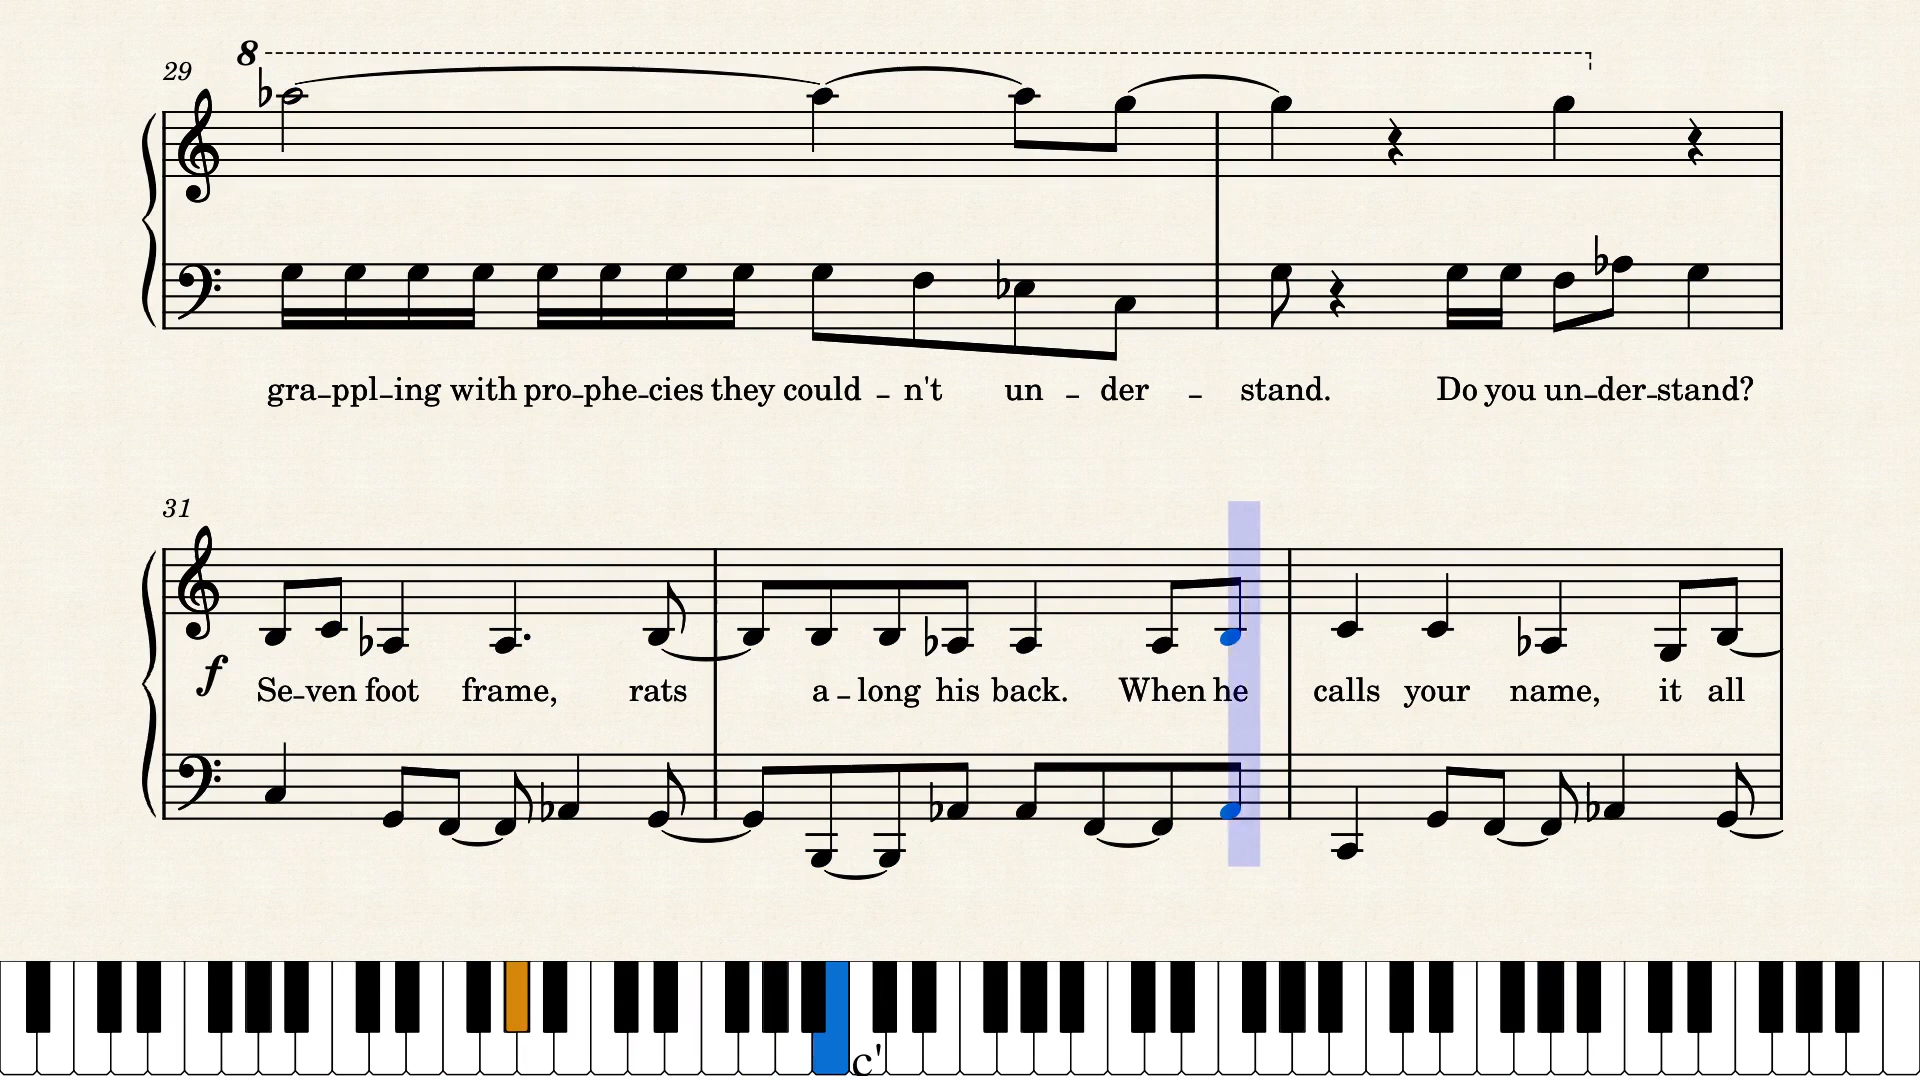 8
29
gra-ppl-ing with pro-phe-cies they could - n't un - der - stand. Do you un-der-stand?
31
f
Se-ven foot frame, rats a-long his back. When he calls your name, it all
c'